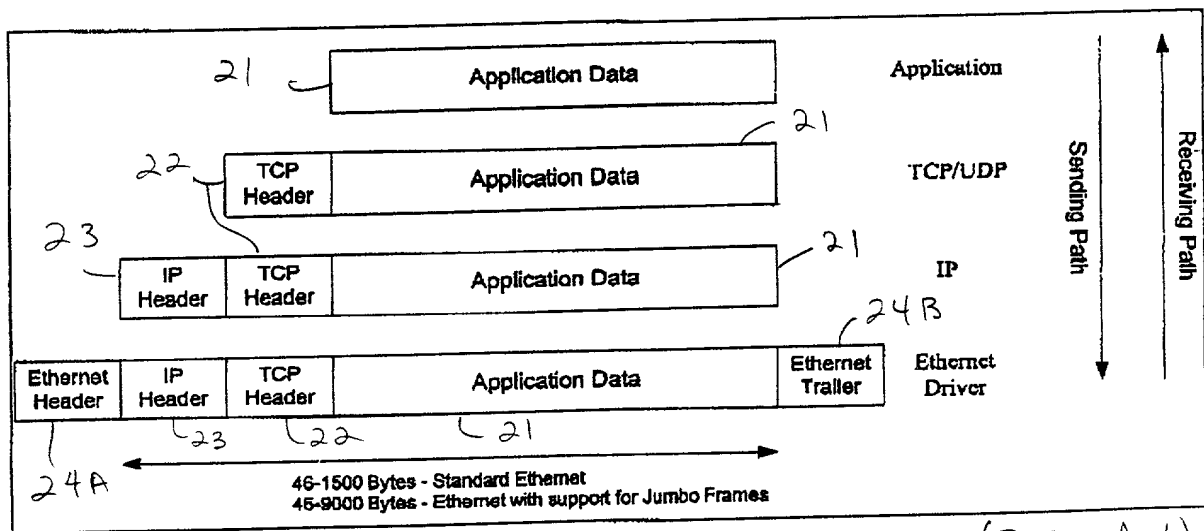 21
Application Data
Application
22
TCP Header
Application Data
21
TCP/UDP
23
IP Header
TCP Header
Application Data
21
IP
24B
Ethernet Header
IP Header
TCP Header
Application Data
Ethernet Trailer
Ethernet Driver
23
22
21
24A
46-1500 Bytes - Standard Ethernet
46-9000 Bytes - Ethernet with support for Jumbo Frames
Sending Path
Receiving Path